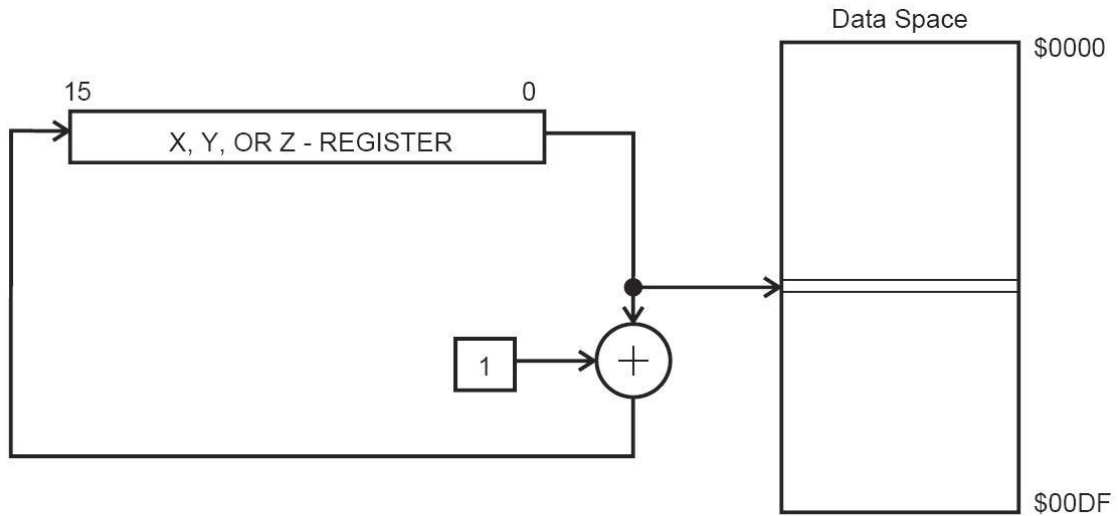 Data Space
$0000
15
0
X, Y, OR Z - REGISTER
1
+
$00DF